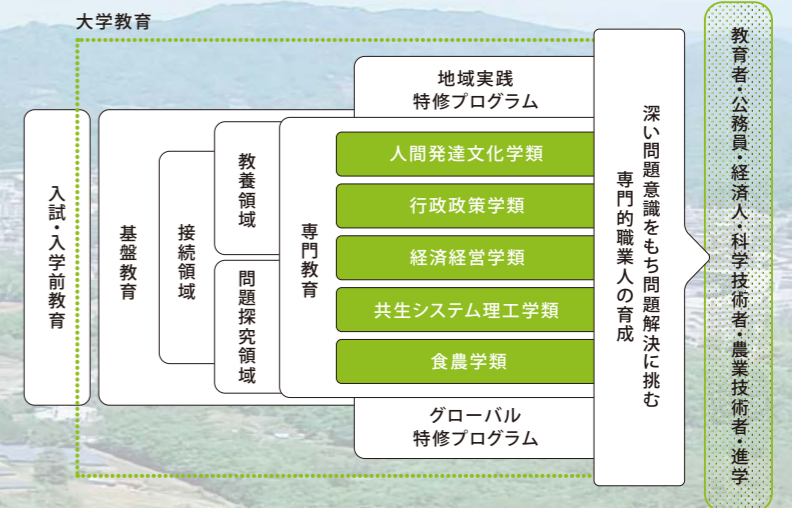 大学教育
入試・入学前教育
基盤教育
接続領域
教養領域
問題探究領域
専門教育
地域実践
特修プログラム
人間発達文化学類
行政政策学類
経済経営学類
共生システム理工学類
食農学類
グローバル
特修プログラム
深い問題意識をもち問題解決に挑む
専門的職業人の育成
教育者・公務員・経済人・科学技術者・農業技術者・進学